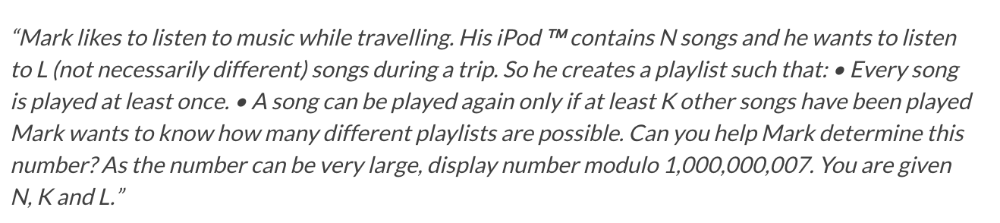 “Mark likes to listen to music while travelling. His iPod ™ contains N songs and he wants to listen
to L (not necessarily different) songs during a trip. So he creates a playlist such that: • Every song
is played at least once. • A song can be played again only if at least K other songs have been played
Mark wants to know how many different playlists are possible. Can you help Mark determine this
number? As the number can be very large, display number modulo 1,000,000,007. You are given
N, K and L.”